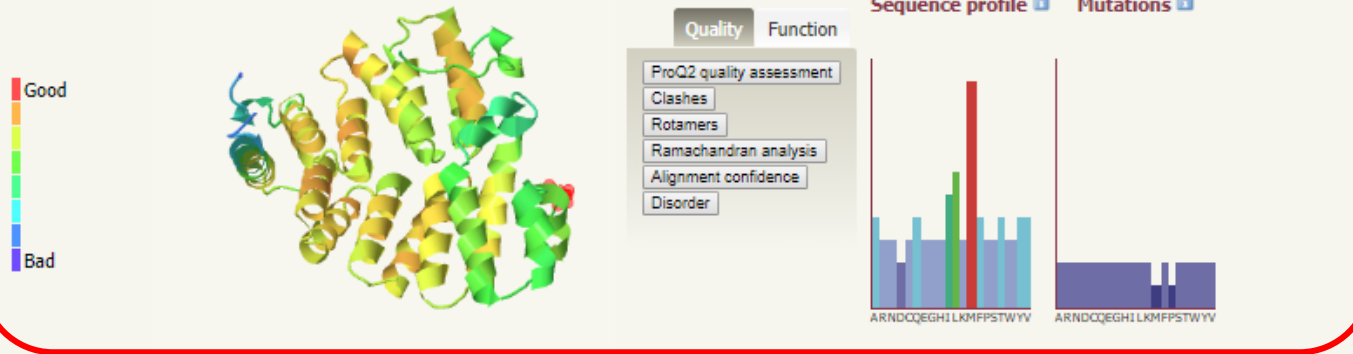 Sequence profile Mutations
Quality Function
Good
ProQ2 quality assessment
Clashes
Rotamers
Ramachandran analysis
Alignment confidence
Disorder
Bad
ARNDCQEGHILKMFPSTWYV ARNDCQEGHILKMFPSTWYV